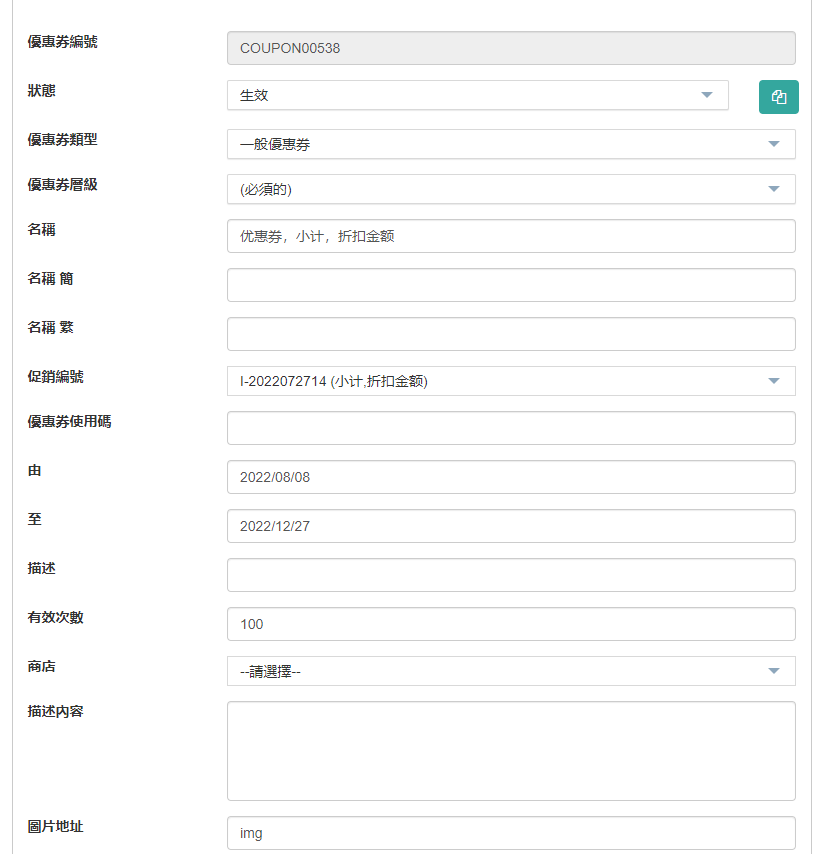 優惠券編號
COUPON00538
狀態
生效
優惠券類型
一般優惠券
優惠券層級
(必須的)
名稱
优惠券，小计，折扣金额
名稱 簡
名稱 繁
促銷編號
I-2022072714 (小计,折扣金额)
優惠券使用碼
由
2022/08/08
至
2022/12/27
描述
有效次數
100
商店
--請選擇--
描述內容
圖片地址
img